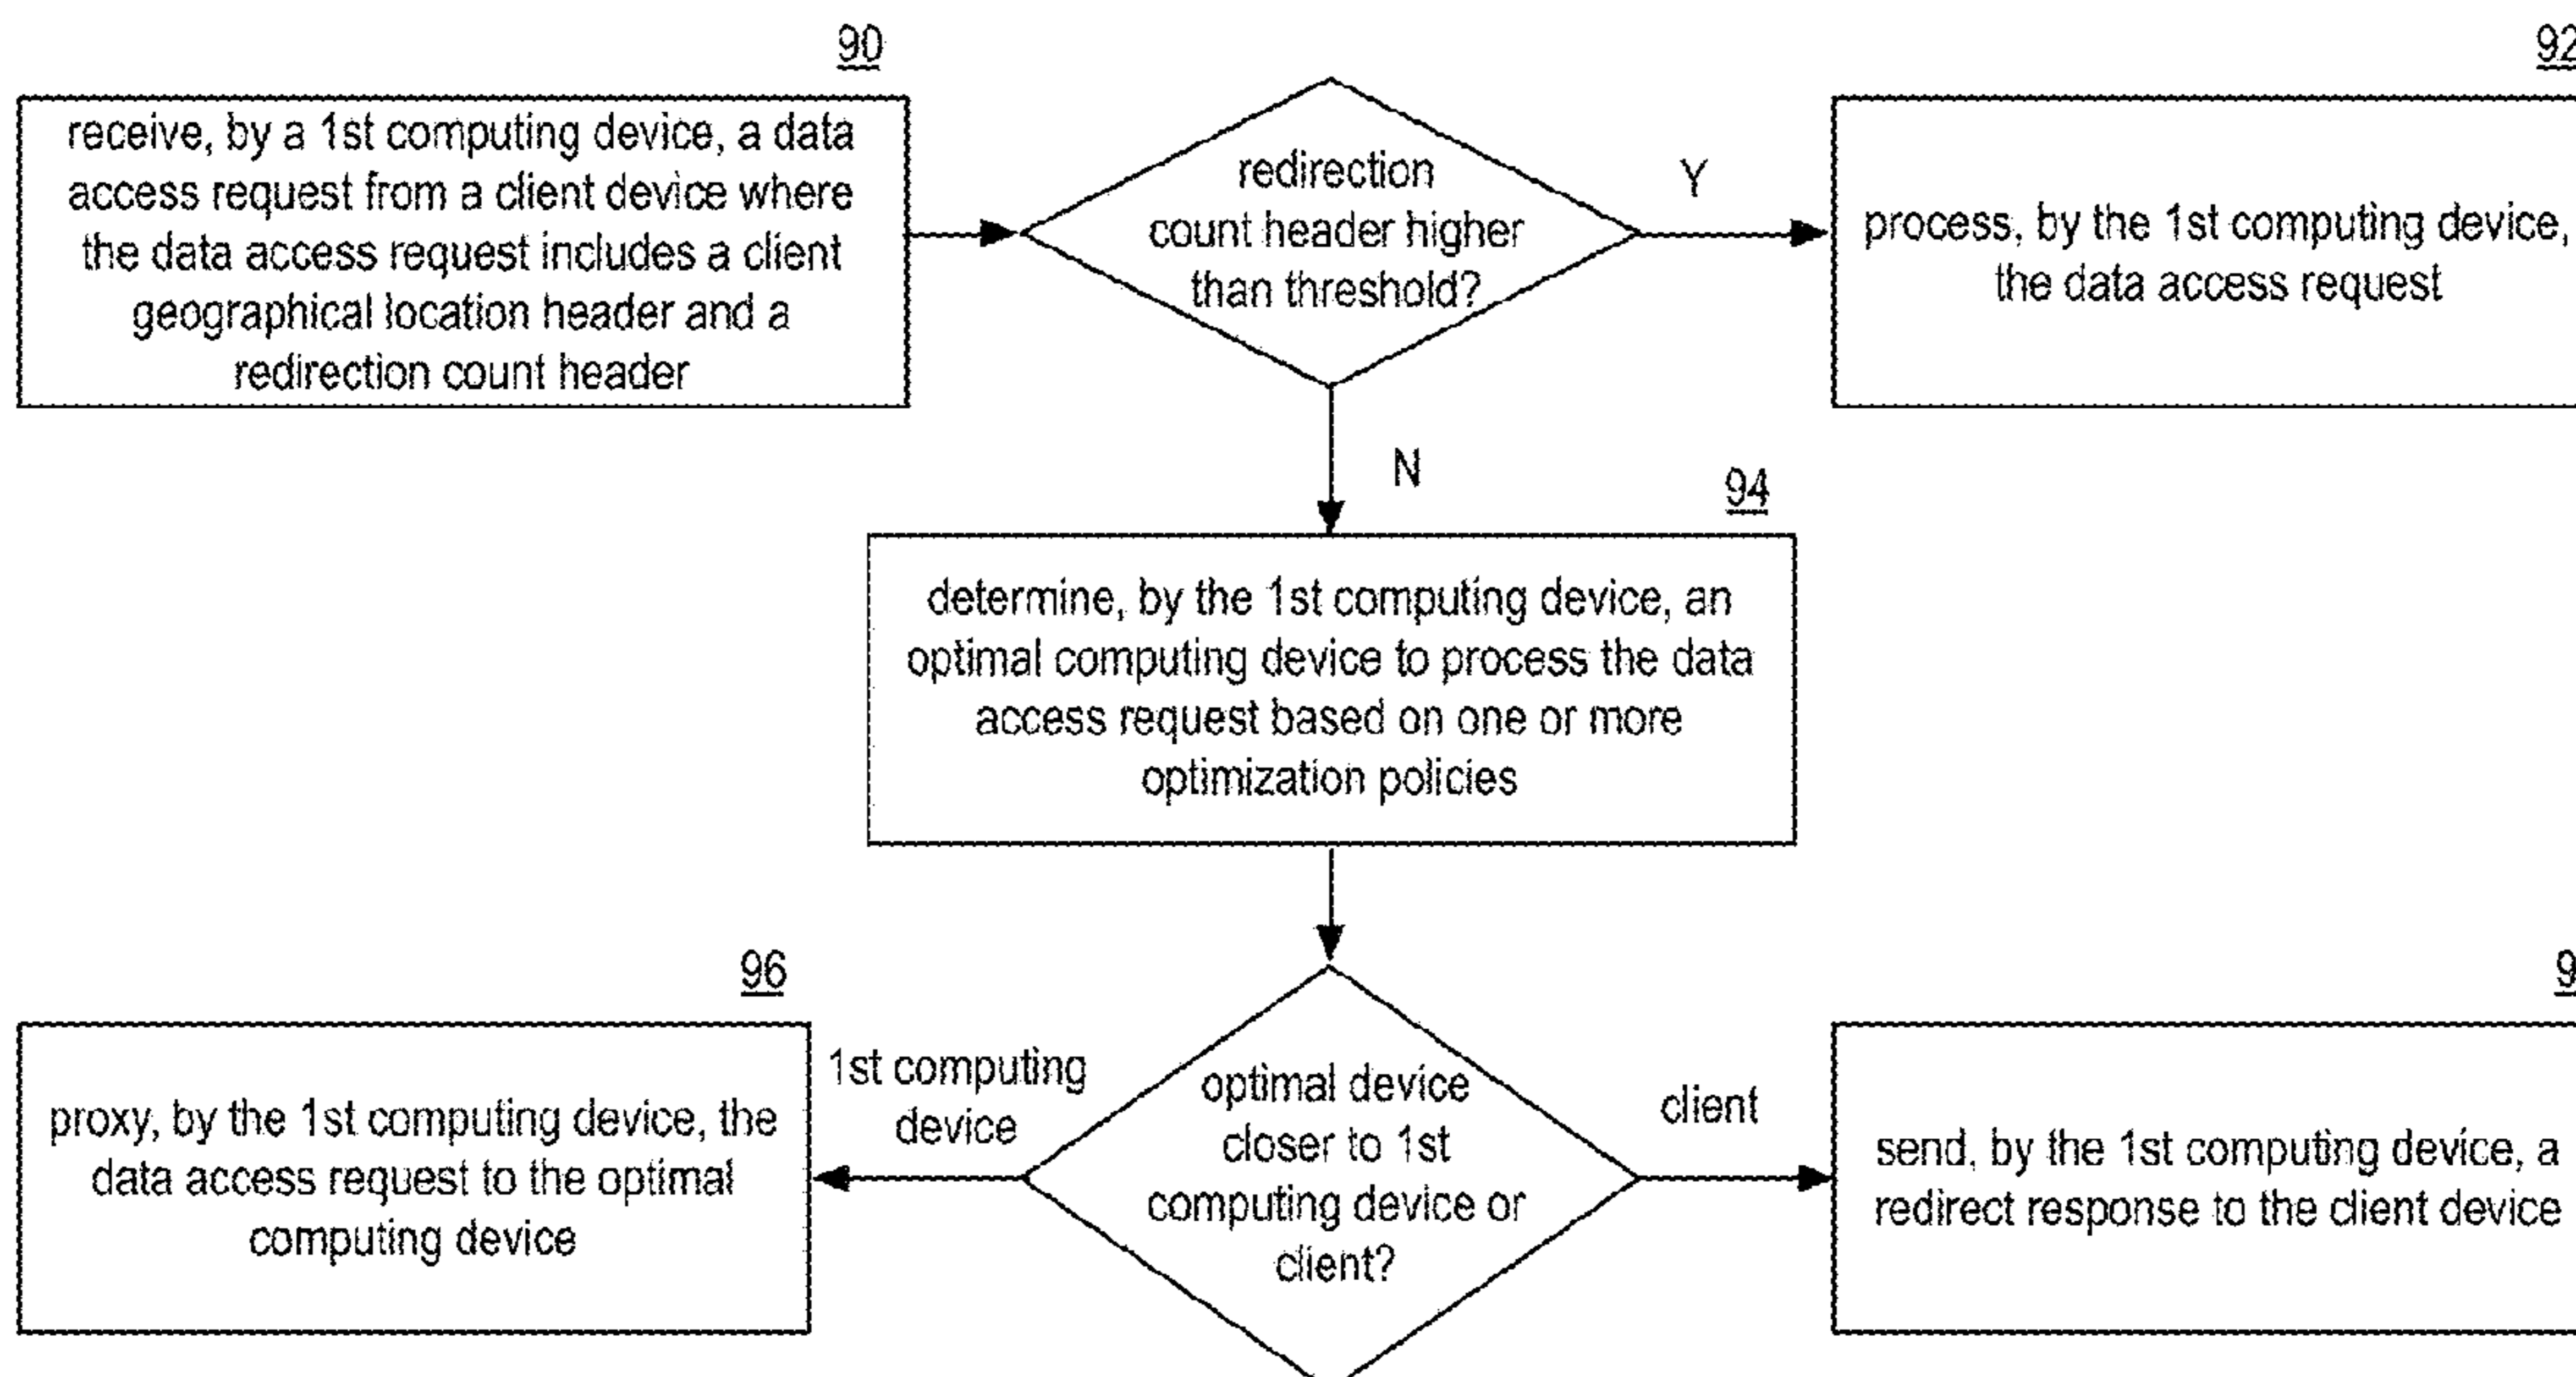 90
receive, by a 1st computing device, a data
access request from a client device where
the data access request includes a client
geographical location header and a
redirection count header
redirection
count header higher
than threshold?
Y
92
process, by the 1st computing device,
the data access request
N
94
determine, by the 1st computing device, an
optimal computing device to process the data
access request based on one or more
optimization policies
96
proxy, by the 1st computing device, the
data access request to the optimal
computing device
1st computing
device
optimal device
closer to 1st
computing device or
client?
client
send, by the 1st computing device, a
redirect response to the client device